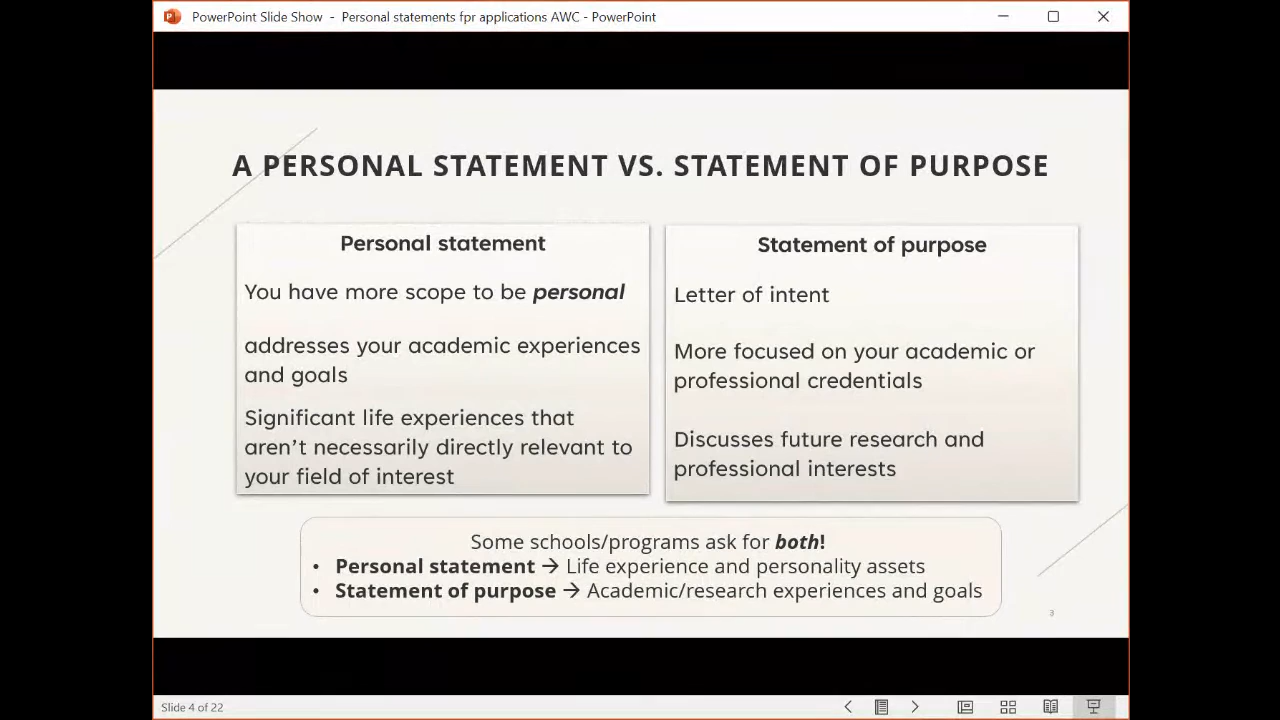 PowerPoint Slide Show - Personal statements fpr applications AWC - PowerPoint
A PERSONAL STATEMENT VS. STATEMENT OF PURPOSE
Personal statement
You have more scope to be personal
addresses your academic experiences
and goals
Significant life experiences that
aren't necessarily directly relevant to
your field of interest
Statement of purpose
Letter of intent
More focused on your academic or
professional credentials
Discusses future research and
professional interests
Some schools/programs ask for both!
• Personal statement → Life experience and personality assets
• Statement of purpose → Academic/research experiences and goals
3
Slide 4 of 22